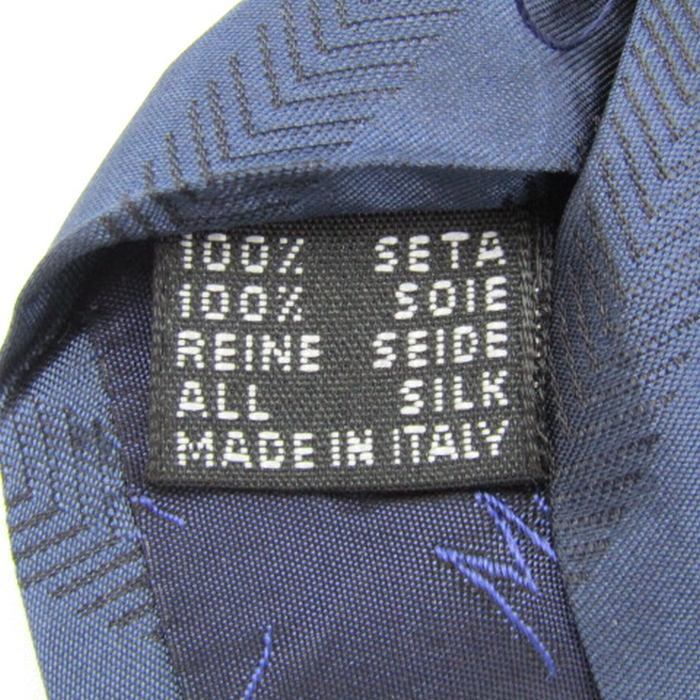 100% SETA
100% SOIE
REINE SEIDE
ALL SILK
MADE IN ITALY